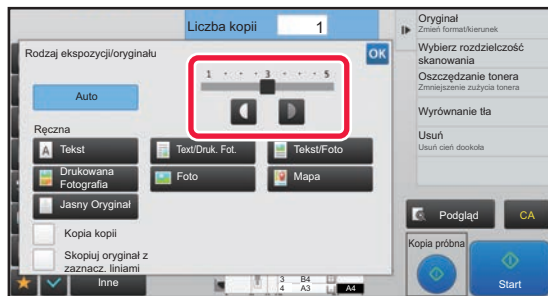 Liczba kopii 1
Rodzaj ekspozycji/oryginału
OK
1 · · 3 · · 5
Auto
Ręczna
Tekst
Text/Druk. Fot.
Tekst/Foto
Drukowana
Fotografia
Foto
Mapa
Jasny Oryginał
Kopia kopii
Skopiuj oryginał z
zaznacz. liniami
Inne
3 B4
4 A3
A4
Oryginał
Zmień format/kierunek
Wybierz rozdzielczość
skanowania
Oszczędzanie tonera
Zmniejszenie zużycia tonera
Wyrównanie tła
Usuń
Usuń cień dookoła
Podgląd
CA
Kopia próbna
Start